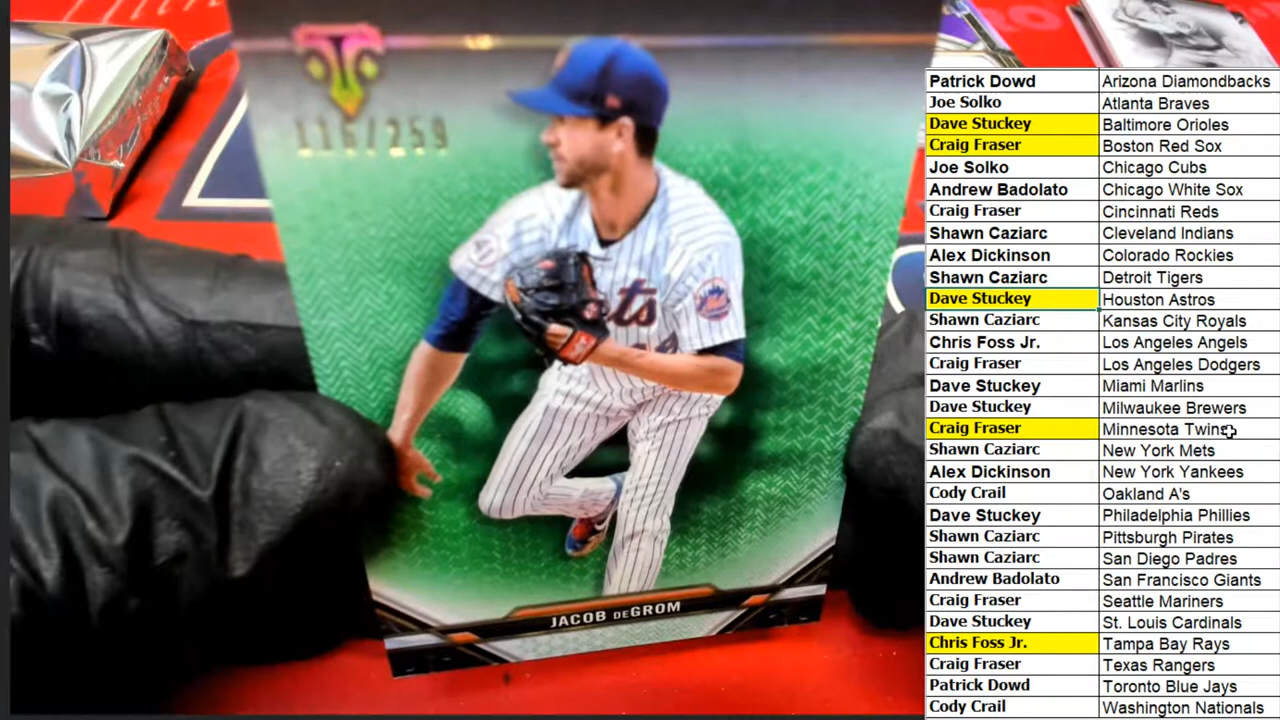 /259
ets
JACOB DEGROM
Patrick Dowd Arizona Diamondbacks
Joe Solko Atlanta Braves
Dave Stuckey Baltimore Orioles
Craig Fraser Boston Red Sox
Joe Solko Chicago Cubs
Andrew Badolato Chicago White Sox
Craig Fraser Cincinnati Reds
Shawn Caziarc Cleveland Indians
Alex Dickinson Colorado Rockies
Shawn Caziarc Detroit Tigers
Dave Stuckey Houston Astros
Shawn Caziarc Kansas City Royals
Chris Foss Jr. Los Angeles Angels
Craig Fraser Los Angeles Dodgers
Dave Stuckey Miami Marlins
Dave Stuckey Milwaukee Brewers
Craig Fraser Minnesota Twins
Shawn Caziarc New York Mets
Alex Dickinson New York Yankees
Cody Crail Oakland A's
Dave Stuckey Philadelphia Phillies
Shawn Caziarc Pittsburgh Pirates
Shawn Caziarc San Diego Padres
Andrew Badolato San Francisco Giants
Craig Fraser Seattle Mariners
Dave Stuckey St. Louis Cardinals
Chris Foss Jr. Tampa Bay Rays
Craig Fraser Texas Rangers
Patrick Dowd Toronto Blue Jays
Cody Crail Washington Nationals